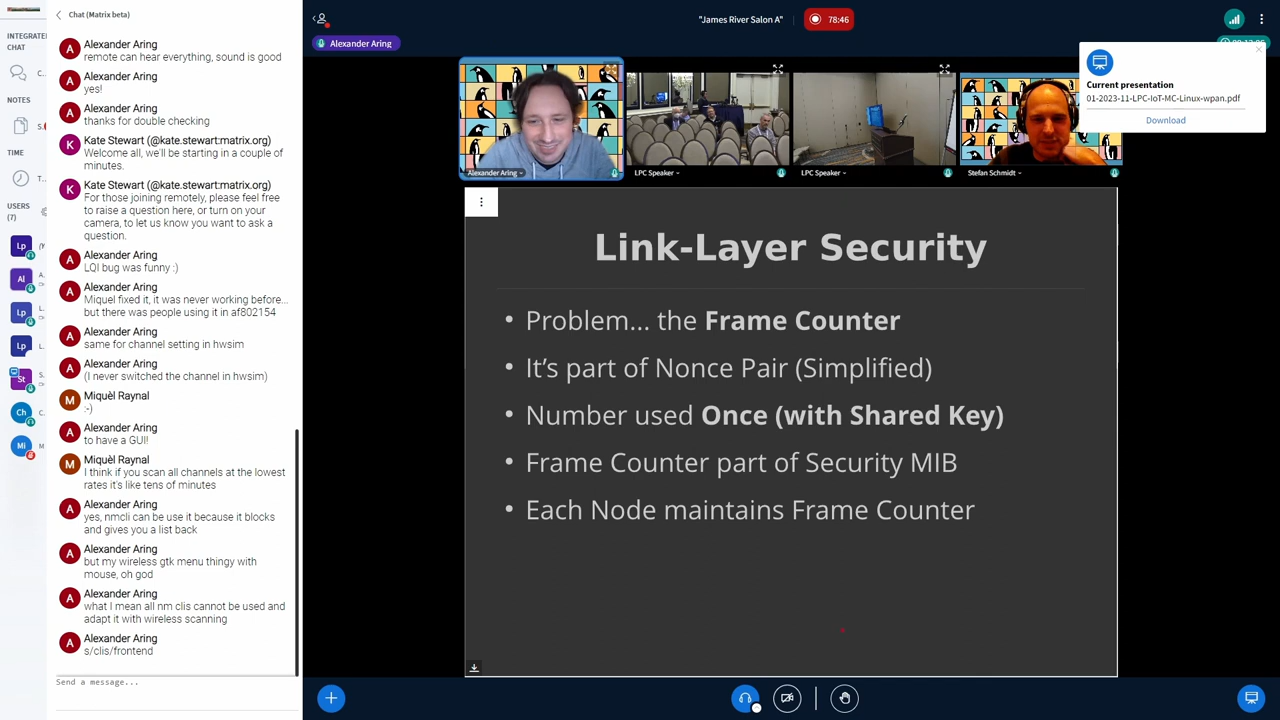 INTEGRATE
CHAT
C..
NOTES
S.
TIME
T...
USERS
(7)
Lp
Al
A.
Lp
L..
Lp
L..
St
S.
Ch
C..
Mi
M
Chat (Matrix beta)
A
Alexander Aring
remote can hear everything, sound is good
A
Alexander Aring
yes!
A
Alexander Aring
thanks for double checking
K
Kate Stewart (@kate.stewart:matrix.org)
Welcome all, we'll be starting in a couple of
minutes.
K
Kate Stewart (@kate.stewart:matrix.org)
For those joining remotely, please feel free
to raise a question here, or turn on your
camera, to let us know you want to ask a
question.
A
Alexander Aring
LQI bug was funny :)
A
Alexander Aring
Miquel fixed it, it was never working before...
but there was people using it in af802154
A
Alexander Aring
same for channel setting in hwsim
A
Alexander Aring
(I never switched the channel in hwsim)
M
Miquèl Raynal
:-)
A
Alexander Aring
to have a GUI!
M
Miquèl Raynal
I think if you scan all channels at the lowest
rates it's like tens of minutes
A
Alexander Aring
yes, nmcli can be use it because it blocks
and gives you a list back
A
Alexander Aring
but my wireless gtk menu thingy with
mouse, oh god
A
Alexander Aring
what I mean all nm clis cannot be used and
adapt it with wireless scanning
A
Alexander Aring
s/clis/frontend
Send a message...
"James River Salon A"
78:46
Alexander Aring
Alexander Aring
LPC Speaker
LPC Speaker
Stefan Schmidt
Current presentation
01-2023-11-LPC-IoT-MC-Linux-wpan.pdf
Download
Link-Layer Security
• Problem... the Frame Counter
• It's part of Nonce Pair (Simplified)
• Number used Once (with Shared Key)
• Frame Counter part of Security MIB
• Each Node maintains Frame Counter